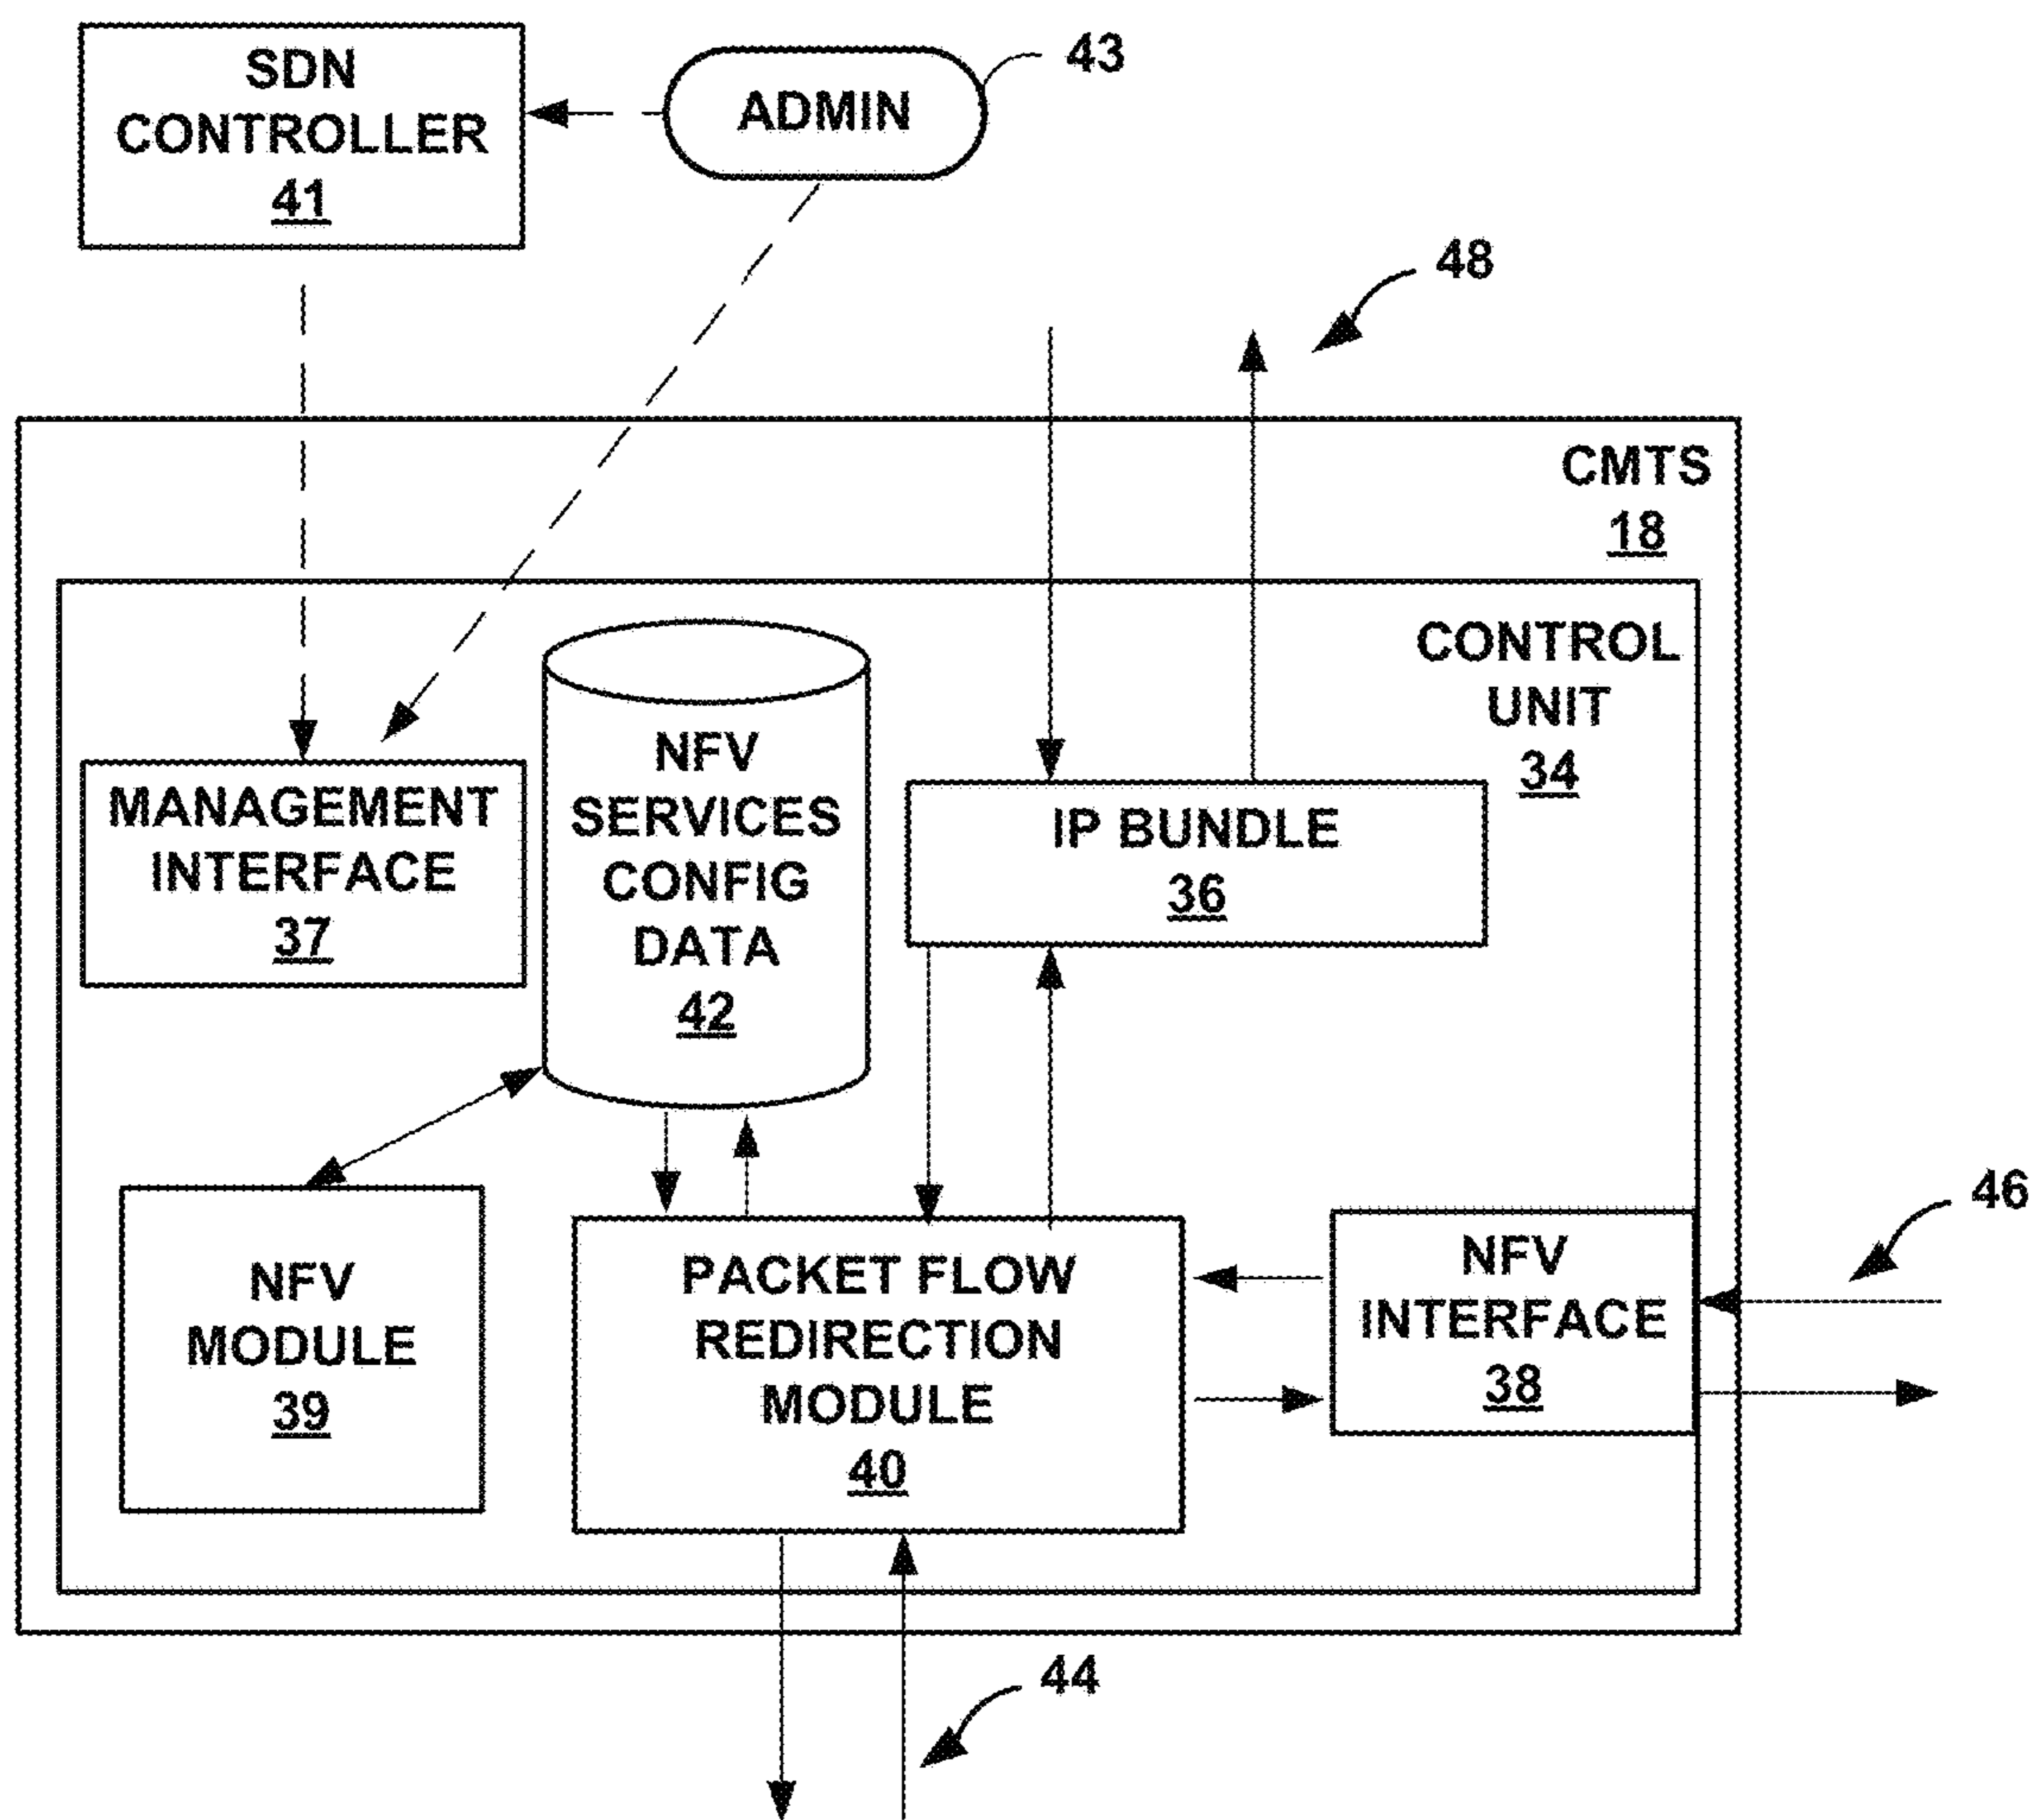 SDN
CONTROLLER
41
ADMIN
43
48
CMTS
18
CONTROL
UNIT
34
MANAGEMENT
INTERFACE
37
NFV
SERVICES
CONFIG
DATA
42
IP BUNDLE
36
NFV
MODULE
39
PACKET FLOW
REDIRECTION
MODULE
40
NFV
INTERFACE
38
46
44